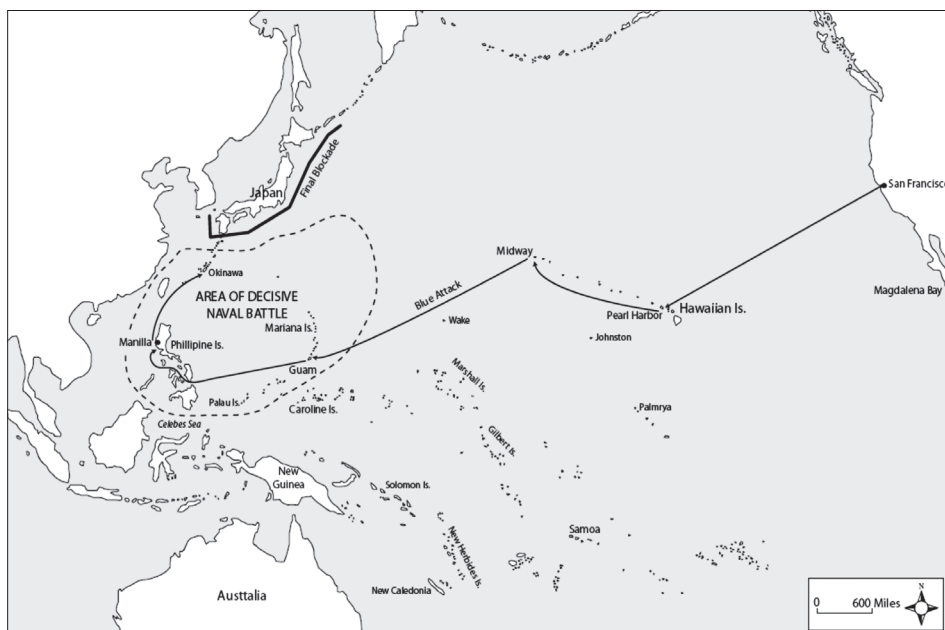 San Francisco
Final Blockade
Japan
Midway
Okinawa
Magdalena Bay
AREA OF DECISIVE
NAVAL BATTLE
Blue Attack
Pearl Harbor
Hawaiian Is.
Wake
Mariana Is.
Johnston
Manilla
Phillipine Is.
Guam
Marshall Is.
Palau Is.
Caroline Is.
Palmrya
Celebes Sea
Gilbert Is.
New
Guinea
Solomon Is.
Samoa
New Herbides Is.
New Caledonia
Austtalia
N
0 600 Miles